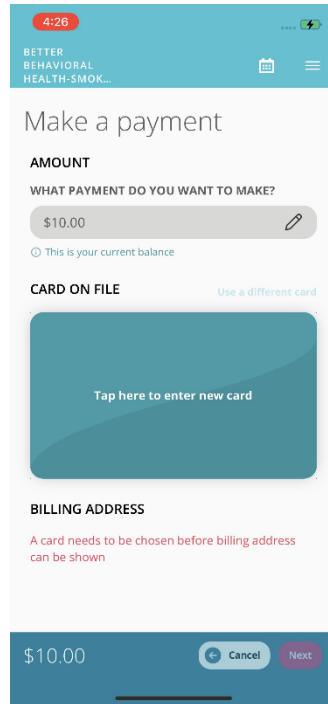 4:26
BETTER
BEHAVIORAL
HEALTH-SMOK...
Make a payment
AMOUNT
WHAT PAYMENT DO YOU WANT TO MAKE?
$10.00
This is your current balance
CARD ON FILE
Use a different card
Tap here to enter new card
BILLING ADDRESS
A card needs to be chosen before billing address
can be shown
$10.00
Cancel
Next